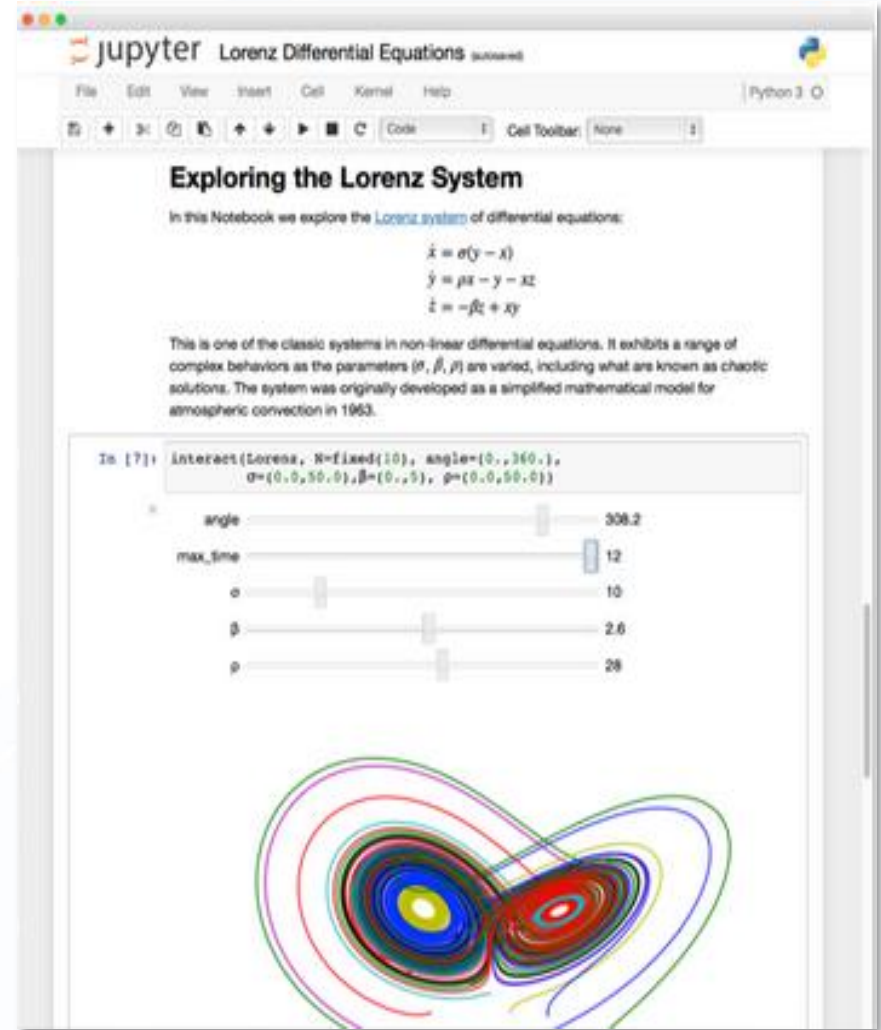 jupyter Lorenz Differential Equations (autosaved)
File Edit View Insert Cell Kernel Help Python 3
Code Cell Toolbar: None
Exploring the Lorenz System
In this Notebook we explore the Lorenz system of differential equations:
ẋ = σ(y − x)
ẏ = ρx − y − xz
ż = −βz + xy
This is one of the classic systems in non-linear differential equations. It exhibits a range of
complex behaviors as the parameters (σ, β, ρ) are varied, including what are known as chaotic
solutions. The system was originally developed as a simplified mathematical model for
atmospheric convection in 1963.
In [7]: interact(Lorenz, N=fixed(10), angle=(0.,360.),
σ=(0.0,50.0),β=(0.,5), ρ=(0.0,50.0))
angle 308.2
max_time 12
σ 10
β 2.6
ρ 28